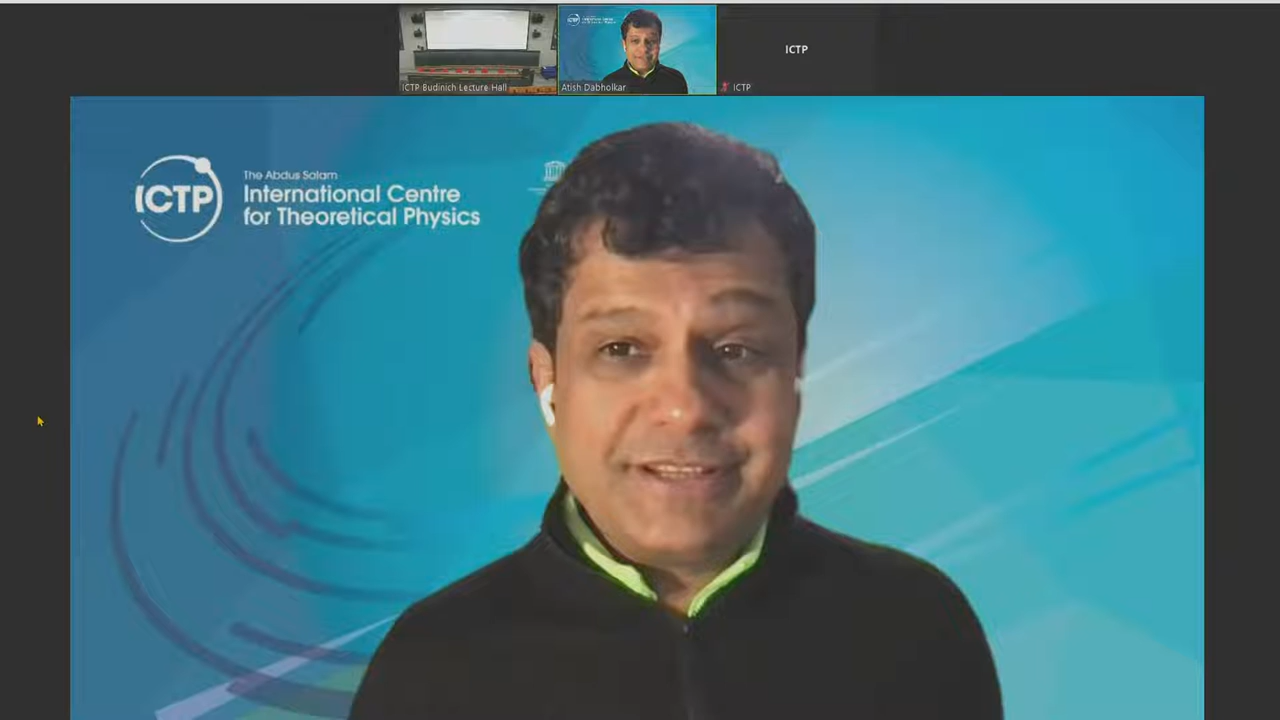 ICTP
ICTP Budinich Lecture Hall
Atish Dabholkar
ICTP
ICTP
The Abdus Salam
International Centre
for Theoretical Physics